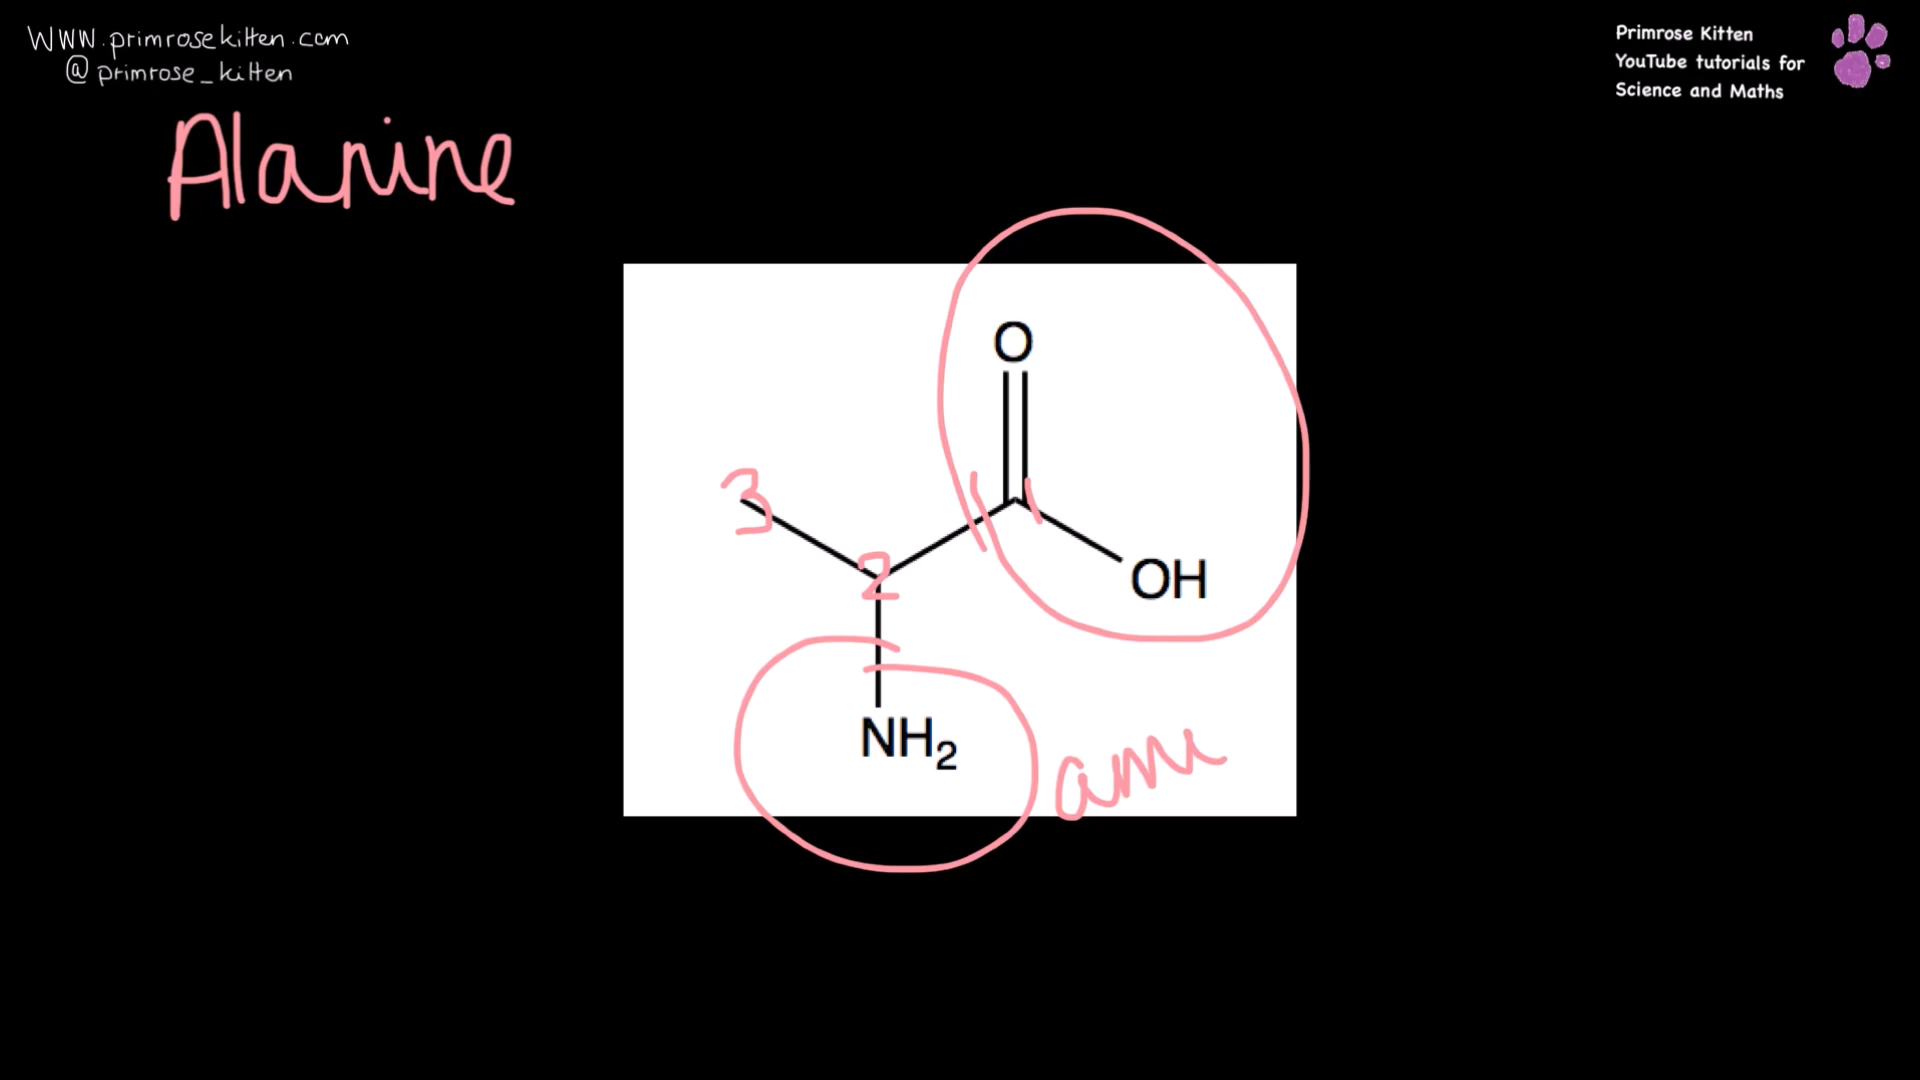 www.primrosekitten.com
@primrose_kitten
Primrose Kitten
YouTube tutorials for
Science and Maths
Alanine
O
3
1
2
OH
NH₂
ami